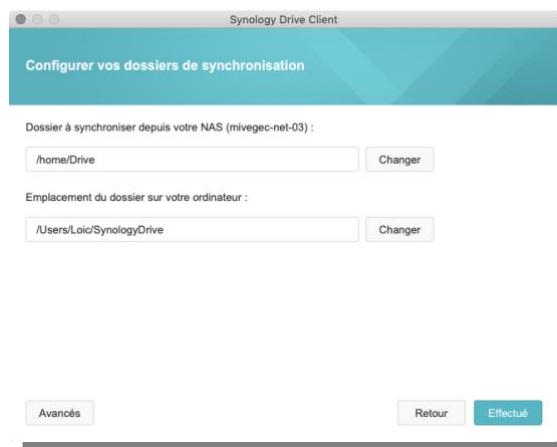 Synology Drive Client
Configurer vos dossiers de synchronisation
Dossier à synchroniser depuis votre NAS (mivegec-net-03) :
/home/Drive
Changer
Emplacement du dossier sur votre ordinateur :
/Users/Loic/SynologyDrive
Changer
Avancés
Retour
Effectué